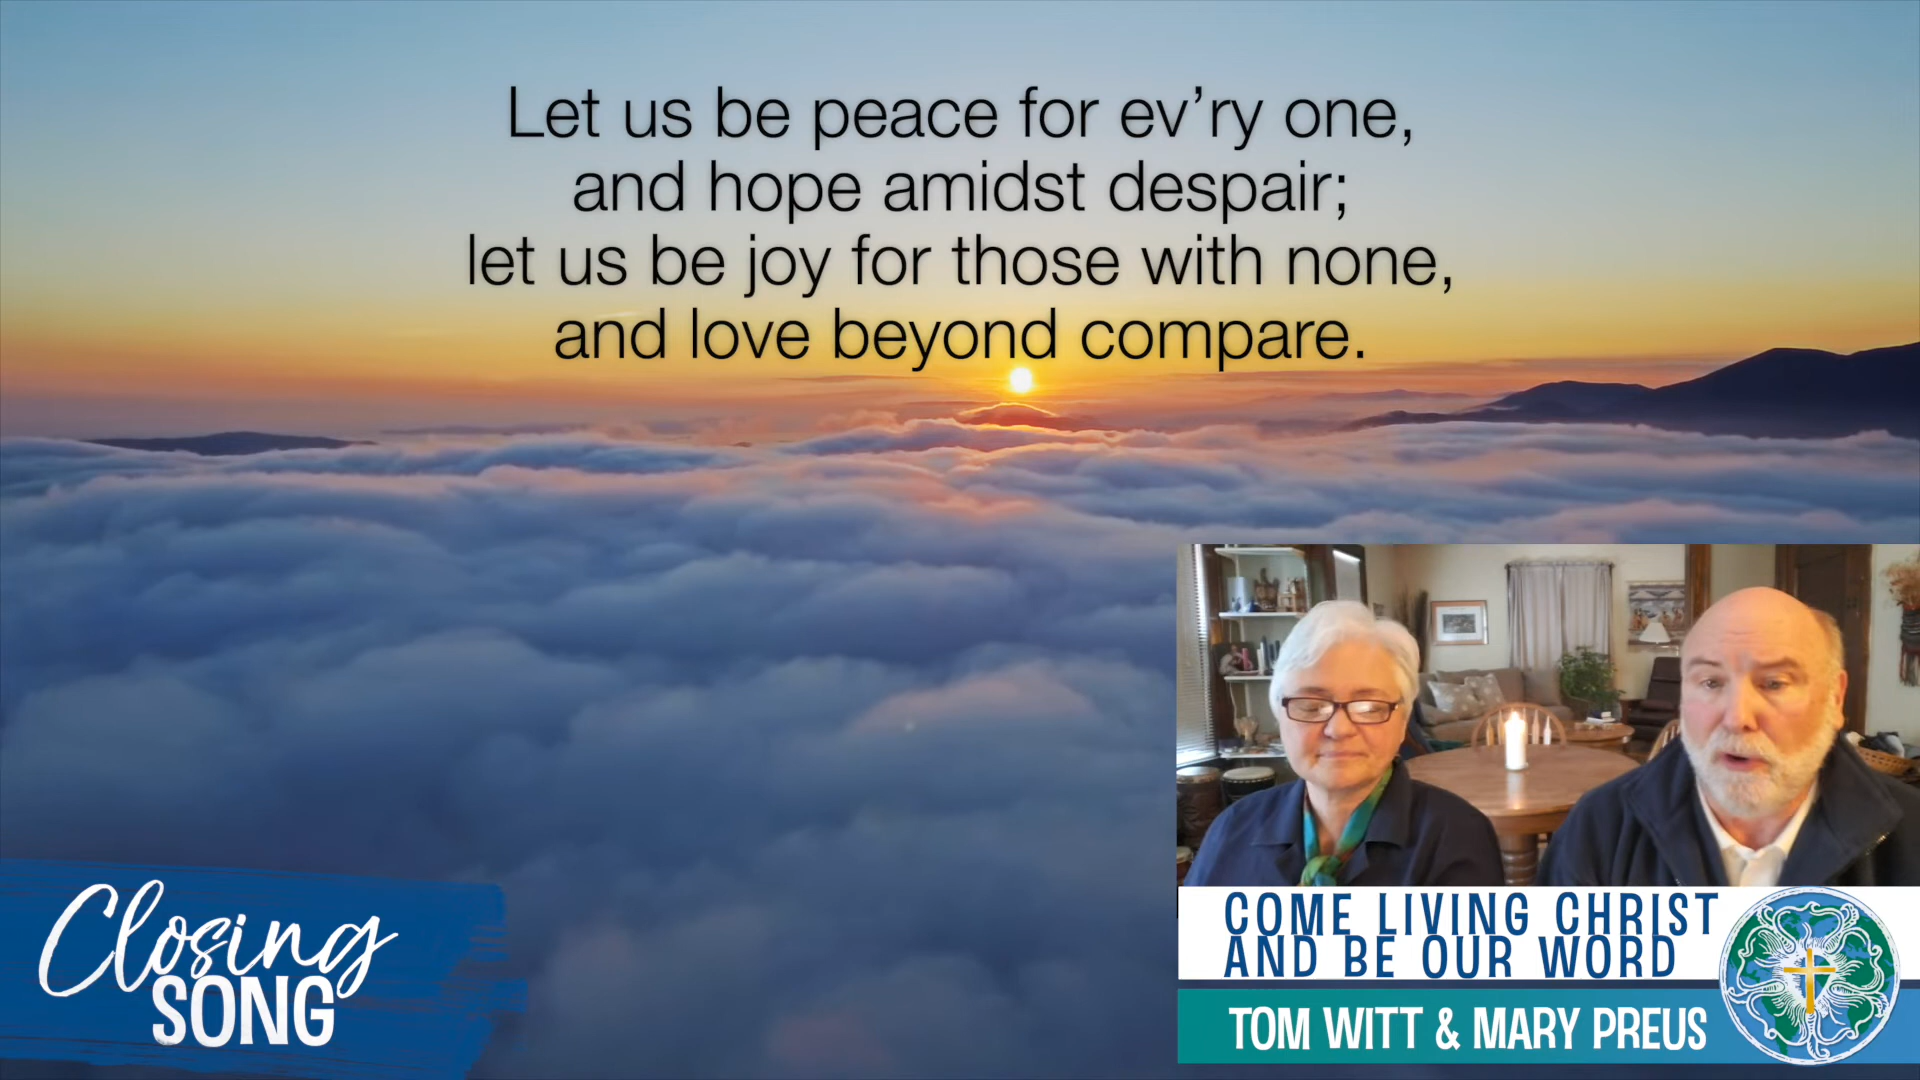 Let us be peace for ev’ry one,
and hope amidst despair;
let us be joy for those with none,
and love beyond compare.
Closing
SONG
COME LIVING CHRIST
AND BE OUR WORD
TOM WITT & MARY PREUS